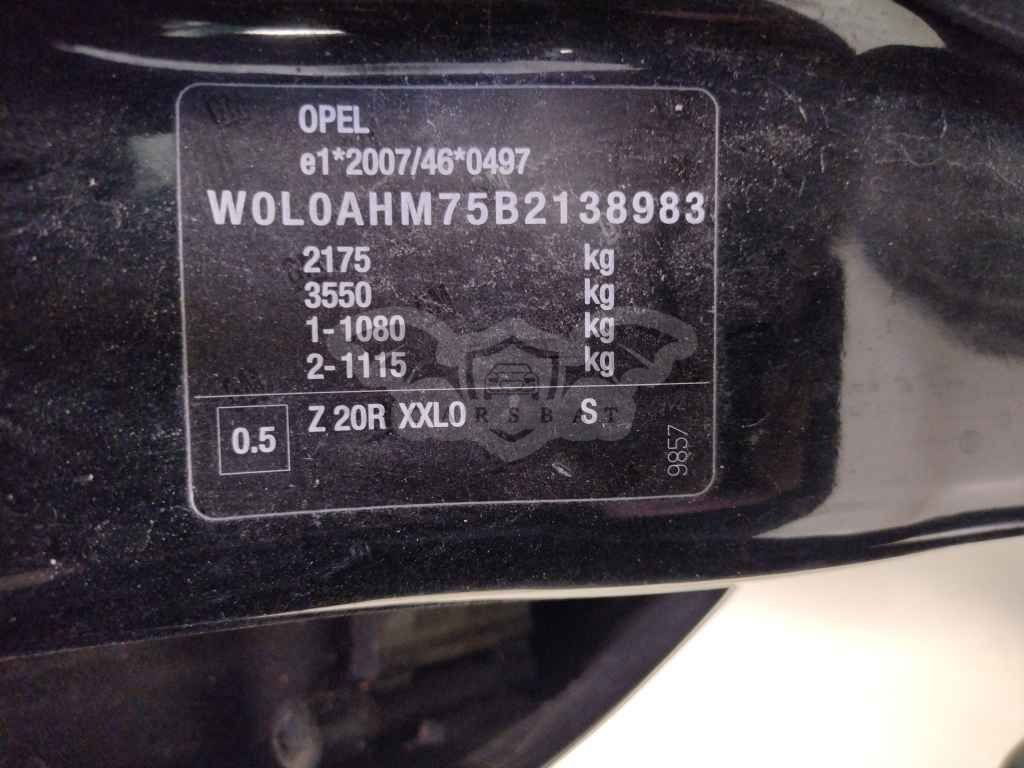 OPEL
e1*2007/46*0497
W0L0AHM75B2138983
2175 kg
3550 kg
1-1080 kg
2-1115 kg
0.5 Z 20R XXL0 S
9857
CARSBAT